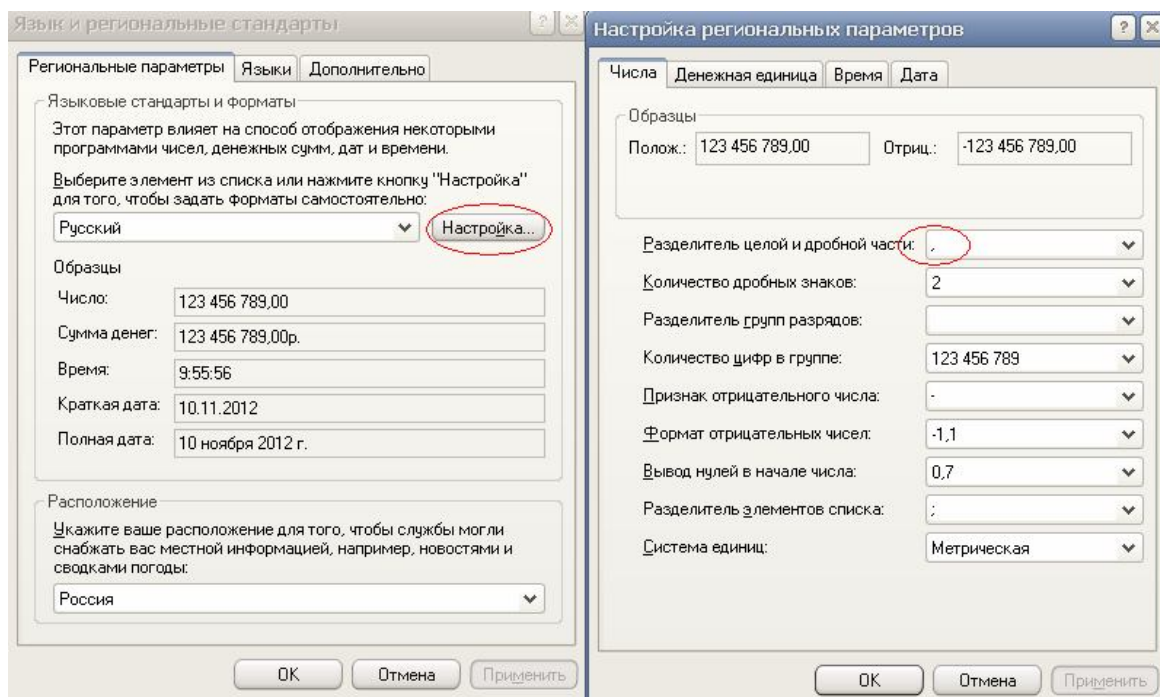 Язык и региональные стандарты
Региональные параметры Языки Дополнительно
Языковые стандарты и форматы
Этот параметр влияет на способ отображения некоторыми
программами чисел, денежных сумм, дат и времени.
Выберите элемент из списка или нажмите кнопку "Настройка"
для того, чтобы задать форматы самостоятельно:
Русский Настройка...
Образцы
Число: 123 456 789,00
Сумма денег: 123 456 789,00р.
Время: 9:55:56
Краткая дата: 10.11.2012
Полная дата: 10 ноября 2012 г.
Расположение
Укажите ваше расположение для того, чтобы службы могли
снабжать вас местной информацией, например, новостями и
сводками погоды:
Россия
OK Отмена Применить
Настройка региональных параметров
Числа Денежная единица Время Дата
Образцы
Полож.: 123 456 789,00 Отриц.: -123 456 789,00
Разделитель целой и дробной части: ,
Количество дробных знаков: 2
Разделитель групп разрядов:
Количество цифр в группе: 123 456 789
Признак отрицательного числа: -
Формат отрицательных чисел: -1,1
Вывод нулей в начале числа: 0,7
Разделитель элементов списка: ;
Система единиц: Метрическая
OK Отмена Применить